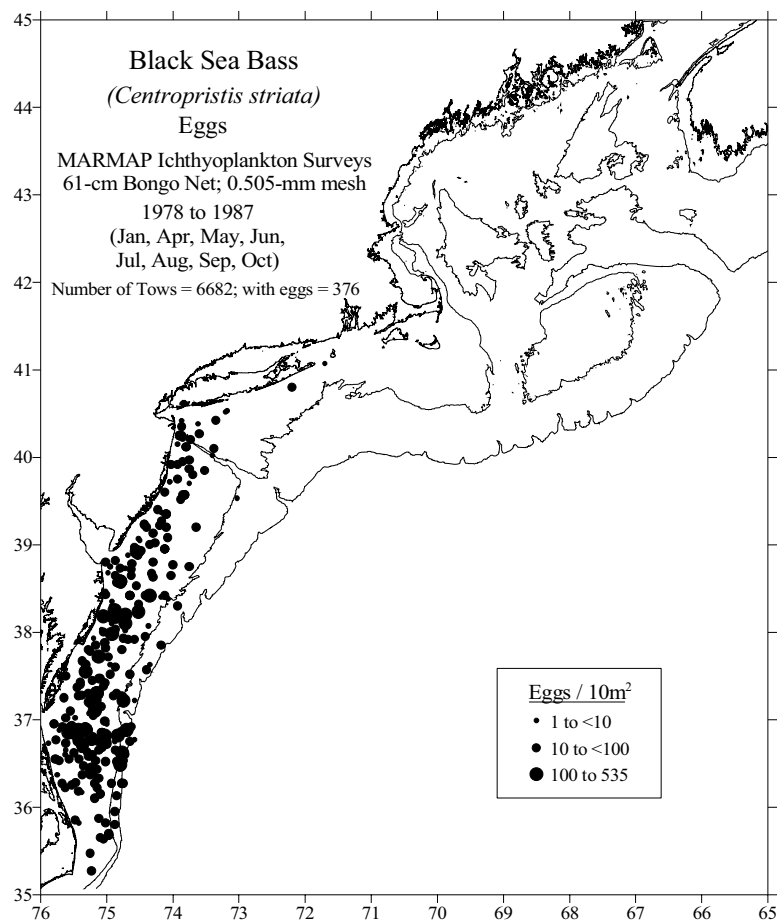 Black Sea Bass
(Centropristis striata)
Eggs
MARMAP Ichthyoplankton Surveys
61-cm Bongo Net; 0.505-mm mesh
1978 to 1987
(Jan, Apr, May, Jun,
Jul, Aug, Sep, Oct)
Number of Tows = 6682; with eggs = 376
45
44
43
42
41
40
39
38
37
36
35
Eggs / 10m²
1 to <10
10 to <100
100 to 535
76 75 74 73 72 71 70 69 68 67 66 65